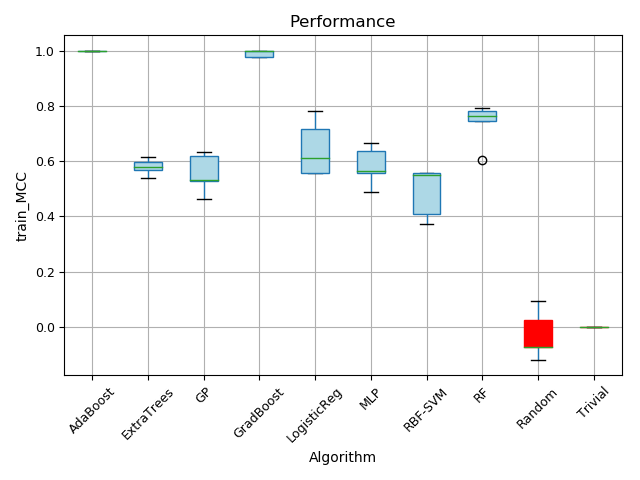 Performance
train_MCC
1.0
0.8
0.6
0.4
0.2
0.0
AdaBoost
ExtraTrees
GP
GradBoost
LogisticReg
MLP
RBF-SVM
RF
Random
Trivial
Algorithm